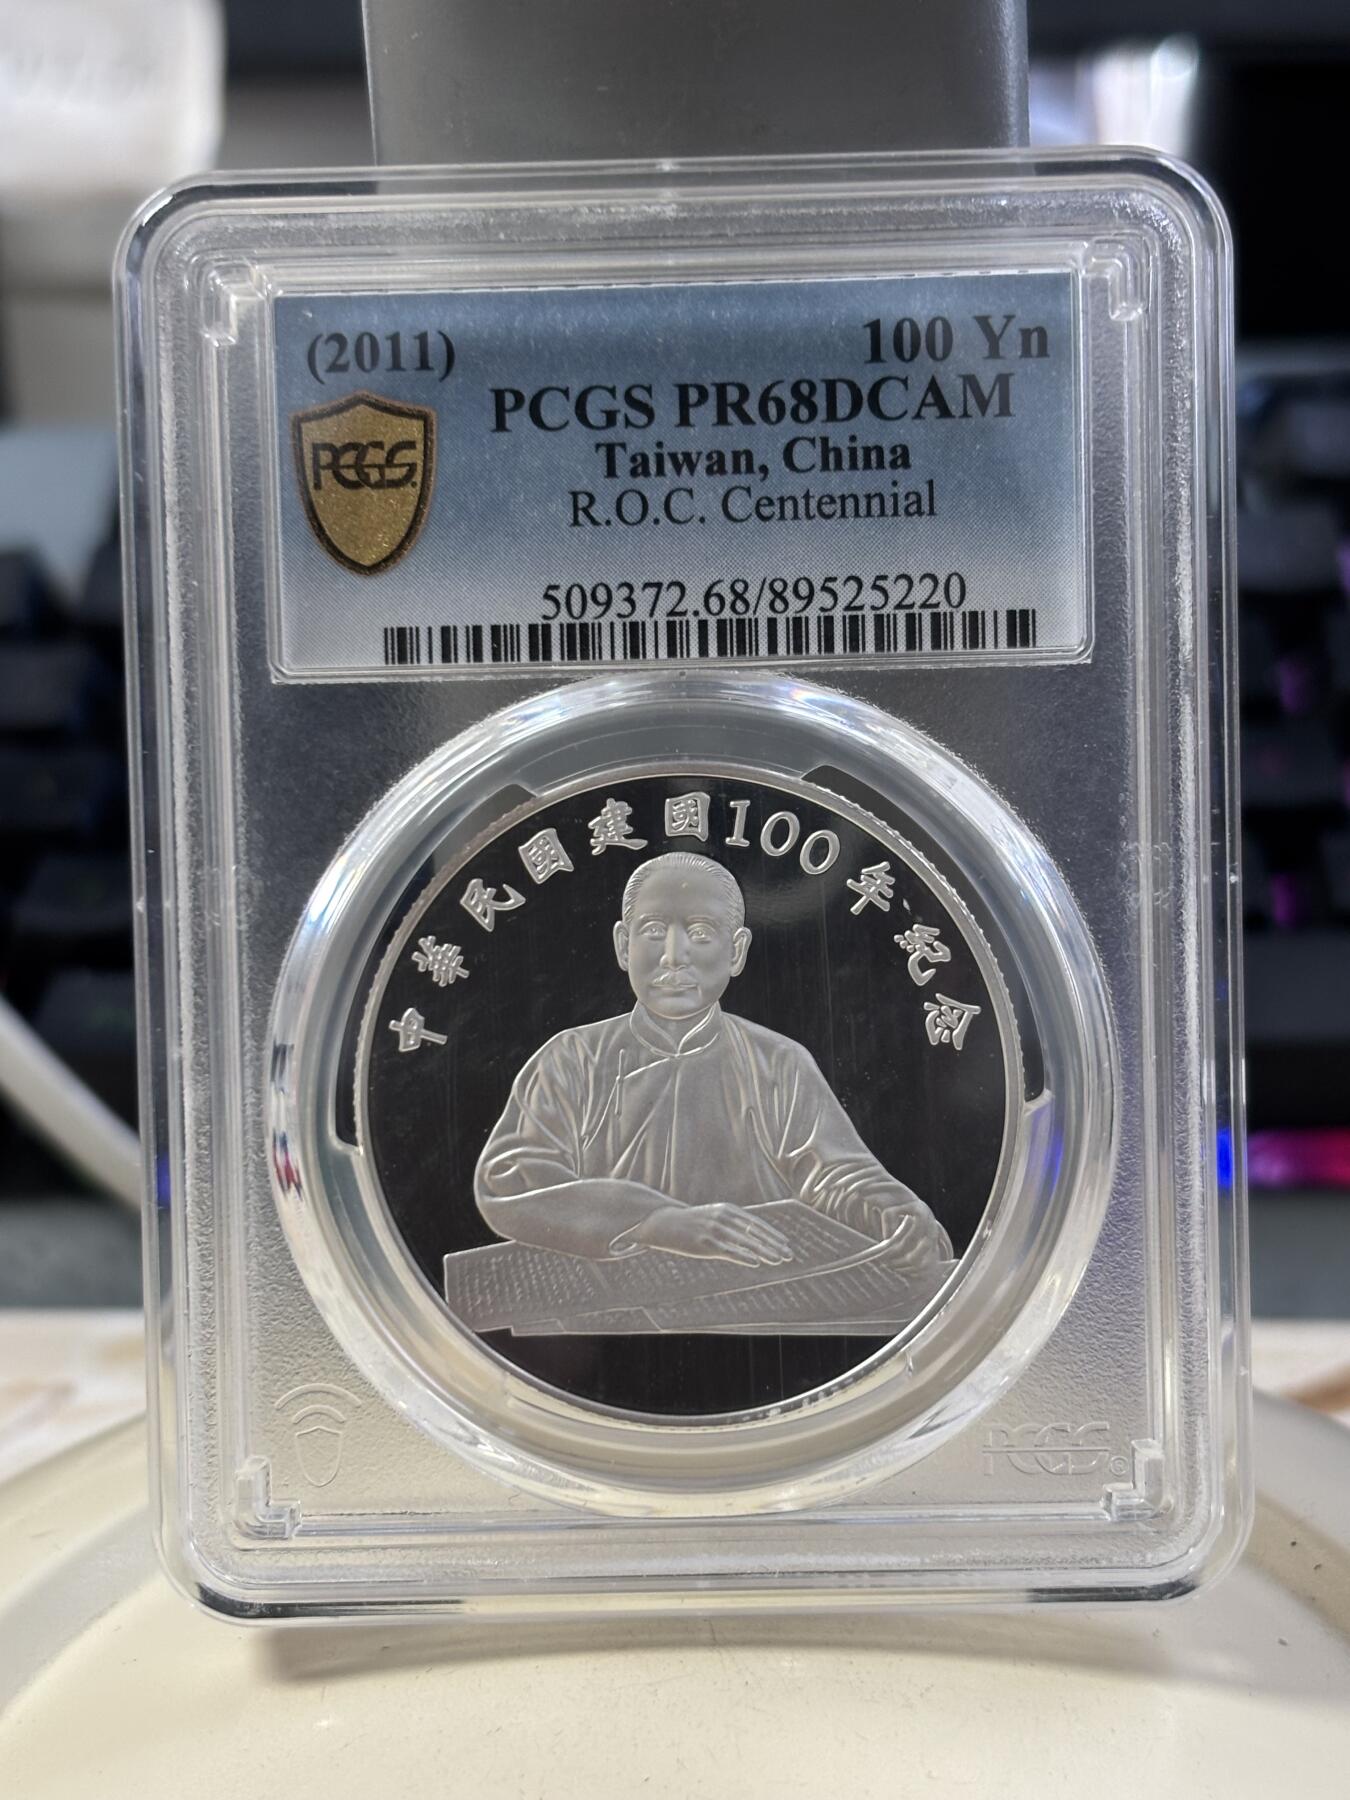 (2011)
100 Yn
PCGS PR68DCAM
Taiwan, China
R.O.C. Centennial
PCGS
509372.68/89525220
中華民國建國100年紀念
PCGS